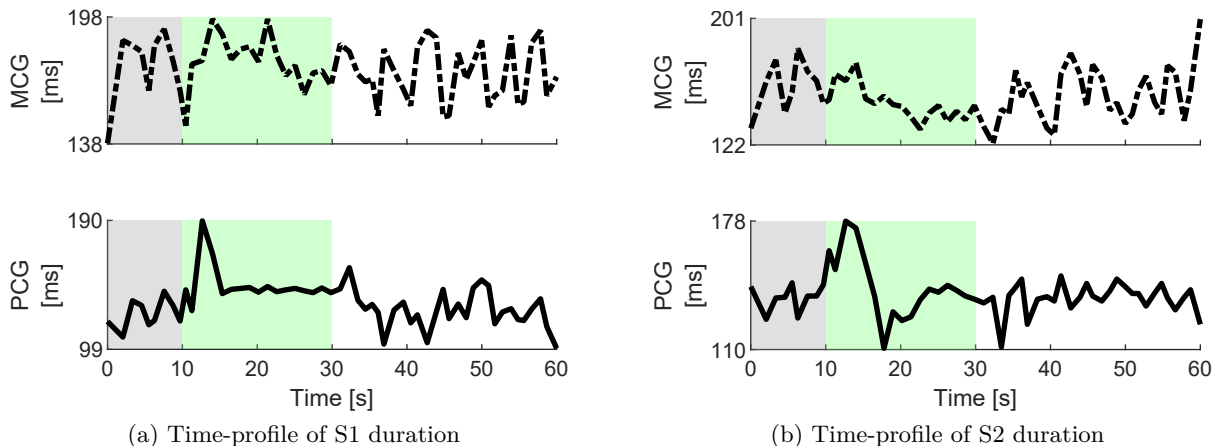 198
MCG
[ms]
138
190
PCG
[ms]
99
0 10 20 30 40 50 60
Time [s]
(a) Time-profile of S1 duration
201
MCG
[ms]
122
178
PCG
[ms]
110
0 10 20 30 40 50 60
Time [s]
(b) Time-profile of S2 duration